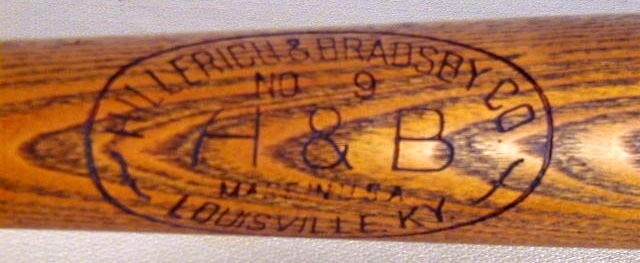 HILLERICH & BRADSBY CO
NO 9
H & B
MADE IN U.S.A.
LOUISVILLE KY.